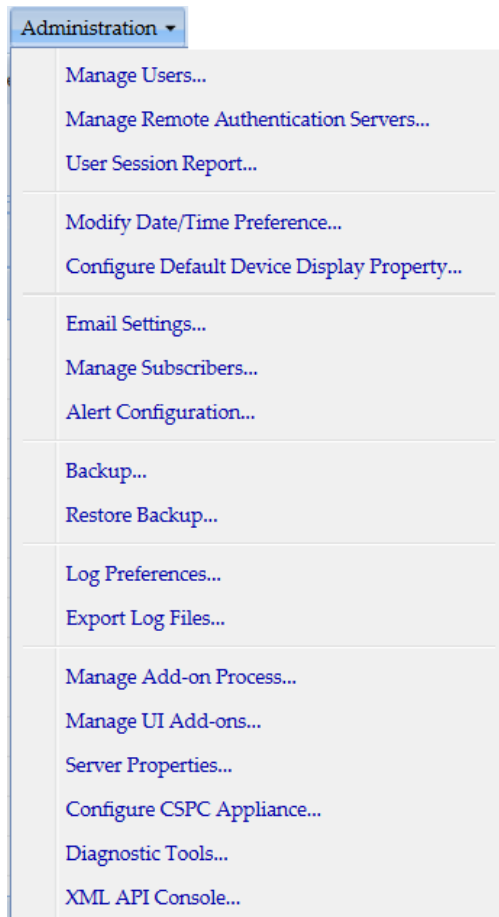 Administration
Manage Users...
Manage Remote Authentication Servers...
User Session Report...
Modify Date/Time Preference...
Configure Default Device Display Property...
Email Settings...
Manage Subscribers...
Alert Configuration...
Backup...
Restore Backup...
Log Preferences...
Export Log Files...
Manage Add-on Process...
Manage UI Add-ons...
Server Properties...
Configure CSPC Appliance...
Diagnostic Tools...
XML API Console...